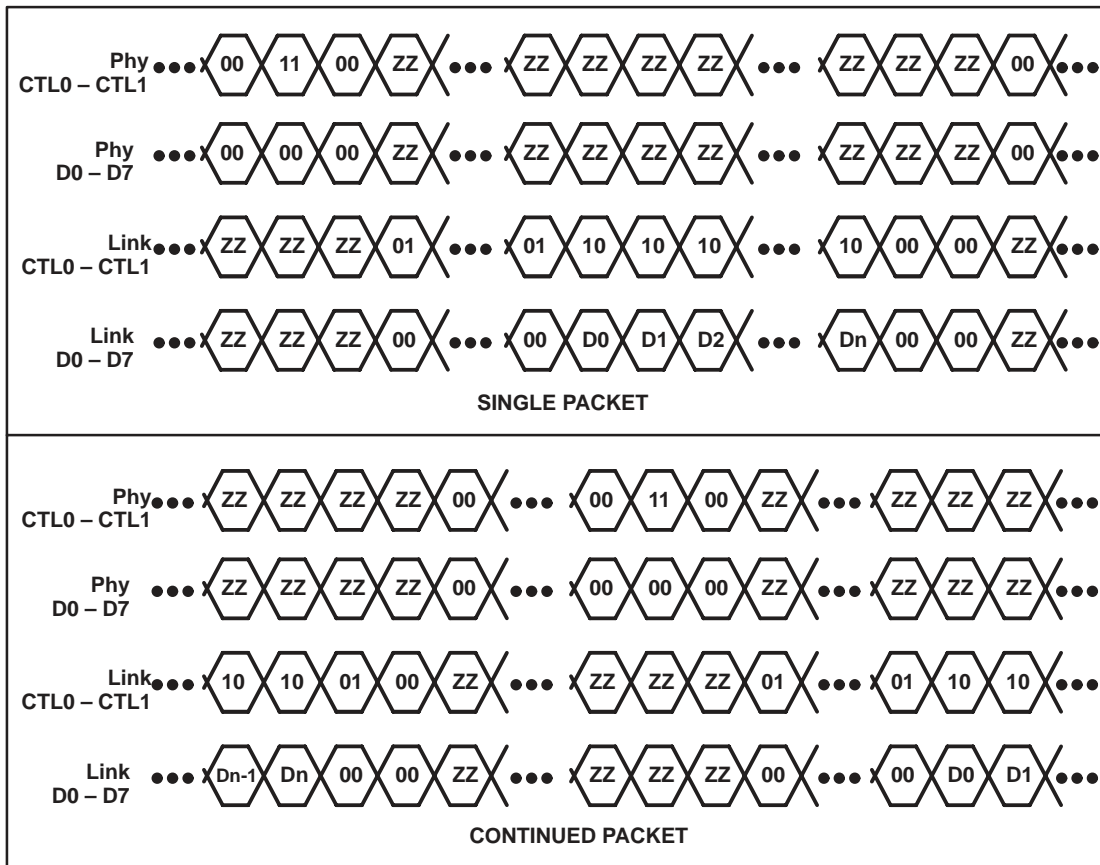 Phy
CTL0 – CTL1
00 11 00 ZZ ZZ ZZ ZZ ZZ ZZ ZZ ZZ 00
Phy
D0 – D7
00 00 00 ZZ ZZ ZZ ZZ ZZ ZZ ZZ ZZ 00
Link
CTL0 – CTL1
ZZ ZZ ZZ 01 01 10 10 10 10 00 00 ZZ
Link
D0 – D7
ZZ ZZ ZZ 00 00 D0 D1 D2 Dn 00 00 ZZ
SINGLE PACKET
Phy
CTL0 – CTL1
ZZ ZZ ZZ ZZ 00 00 11 00 ZZ ZZ ZZ ZZ
Phy
D0 – D7
ZZ ZZ ZZ ZZ 00 00 00 00 ZZ ZZ ZZ ZZ
Link
CTL0 – CTL1
10 10 01 00 ZZ ZZ ZZ ZZ 01 01 10 10
Link
D0 – D7
Dn-1 Dn 00 00 ZZ ZZ ZZ ZZ 00 00 D0 D1
CONTINUED PACKET